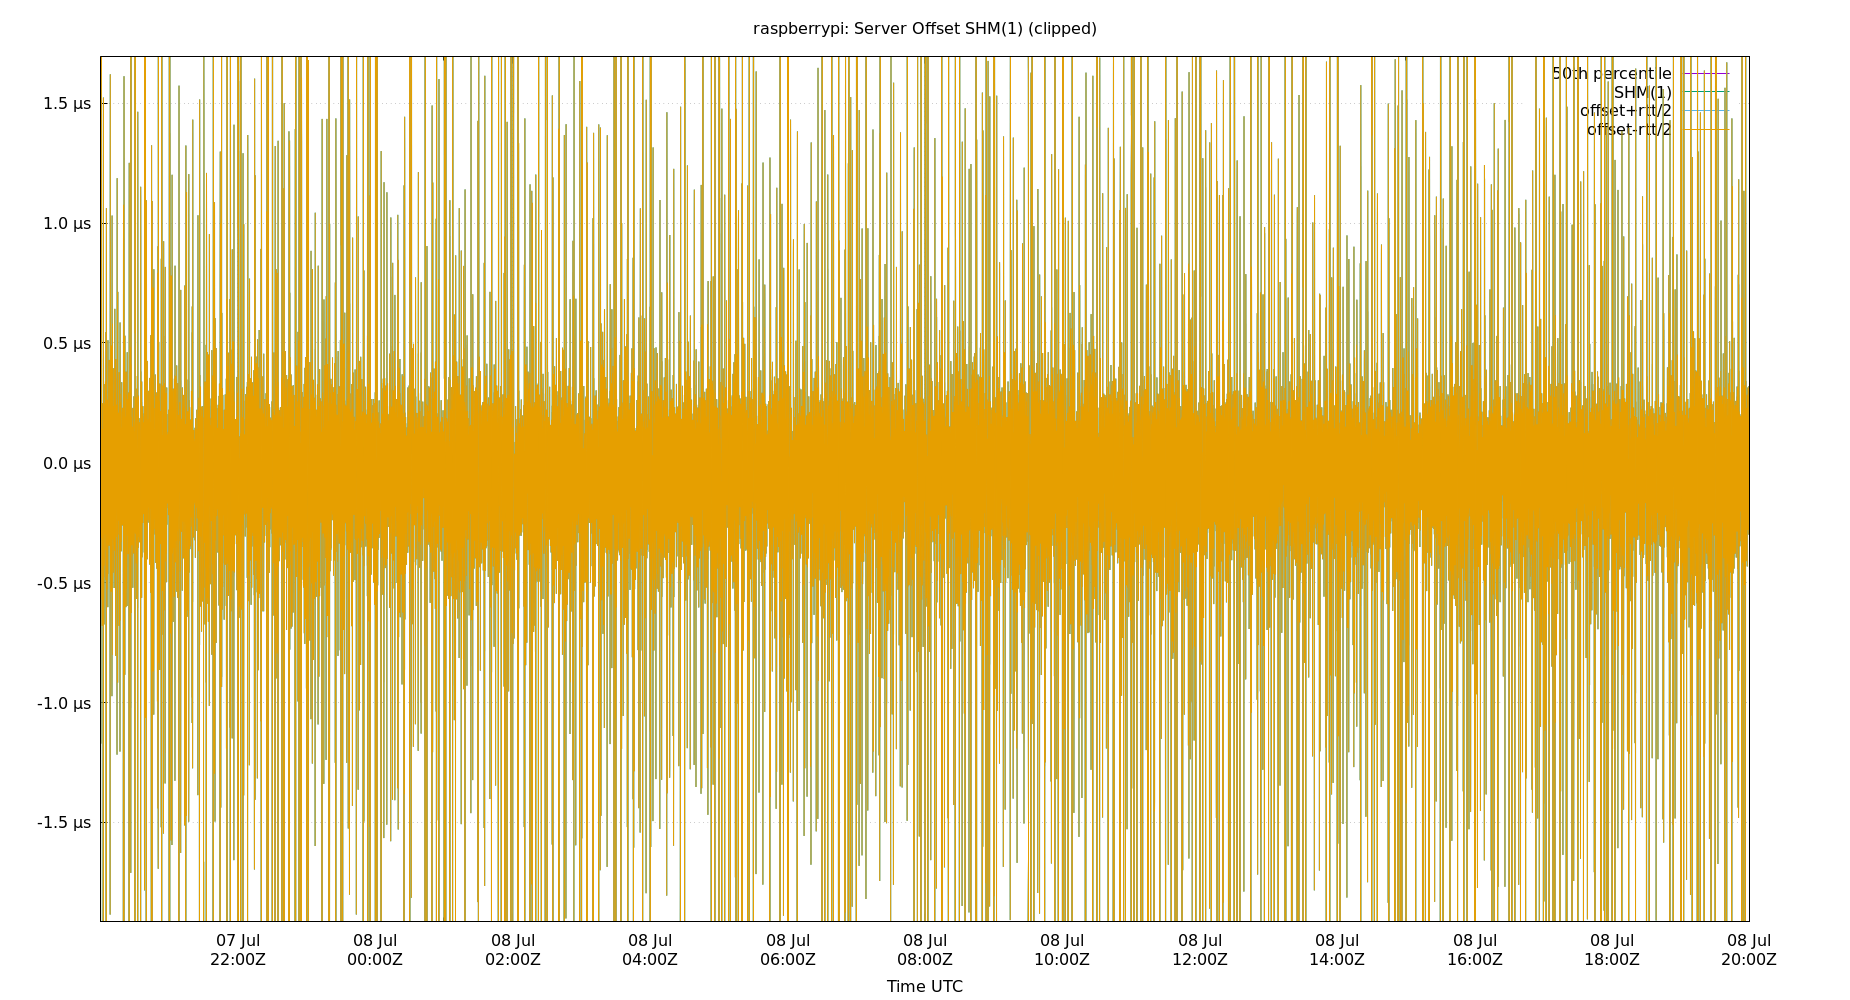 raspberrypi: Server Offset SHM(1) (clipped)
50th percentile
SHM(1)
offset+rtt/2
offset-rtt/2
1.5 µs
1.0 µs
0.5 µs
0.0 µs
-0.5 µs
-1.0 µs
-1.5 µs
07 Jul 08 Jul 08 Jul 08 Jul 08 Jul 08 Jul 08 Jul 08 Jul 08 Jul 08 Jul 08 Jul 08 Jul
22:00Z 00:00Z 02:00Z 04:00Z 06:00Z 08:00Z 10:00Z 12:00Z 14:00Z 16:00Z 18:00Z 20:00Z
Time UTC